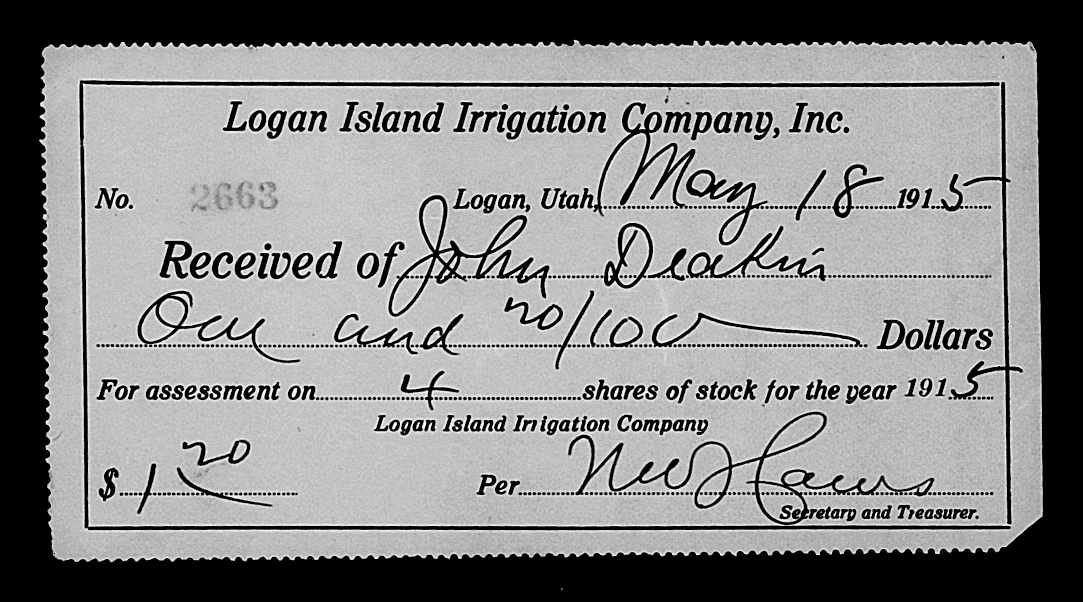 Logan Island Irrigation Company, Inc.
No. 2663 Logan, Utah, May 18 1915
Received of John Deakin
One and 20/100 Dollars
For assessment on 4 shares of stock for the year 1915
Logan Island Irrigation Company
$ 1 20 Per
Secretary and Treasurer.